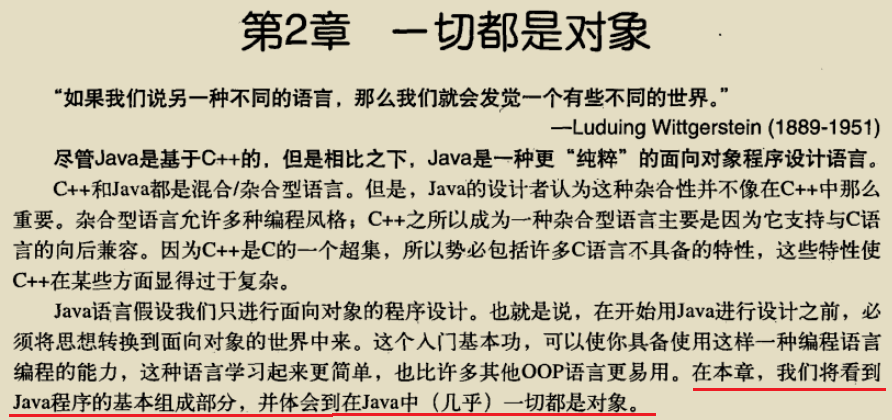 第2章 一切都是对象
“如果我们说另一种不同的语言，那么我们就会发觉一个有些不同的世界。”
—Luduing Wittgerstein (1889-1951)
尽管Java是基于C++的，但是相比之下，Java是一种更“纯粹”的面向对象程序设计语言。
C++和Java都是混合/杂合型语言。但是，Java的设计者认为这种杂合性并不像在C++中那么
重要。杂合型语言允许多种编程风格；C++之所以成为一种杂合型语言主要是因为它支持与C语
言的向后兼容。因为C++是C的一个超集，所以势必包括许多C语言不具备的特性，这些特性使
C++在某些方面显得过于复杂。
Java语言假设我们只进行面向对象的程序设计。也就是说，在开始用Java进行设计之前，必
须将思想转换到面向对象的世界中来。这个入门基本功，可以使你具备使用这样一种编程语言
编程的能力，这种语言学习起来更简单，也比许多其他OOP语言更易用。在本章，我们将看到
Java程序的基本组成部分，并体会到在Java中（几乎）一切都是对象。